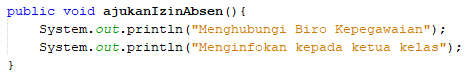 public void ajukanIzinAbsen(){
System.out.println("Menghubungi Biro Kepegawaian");
System.out.println("Menginfokan kepada ketua kelas");
}